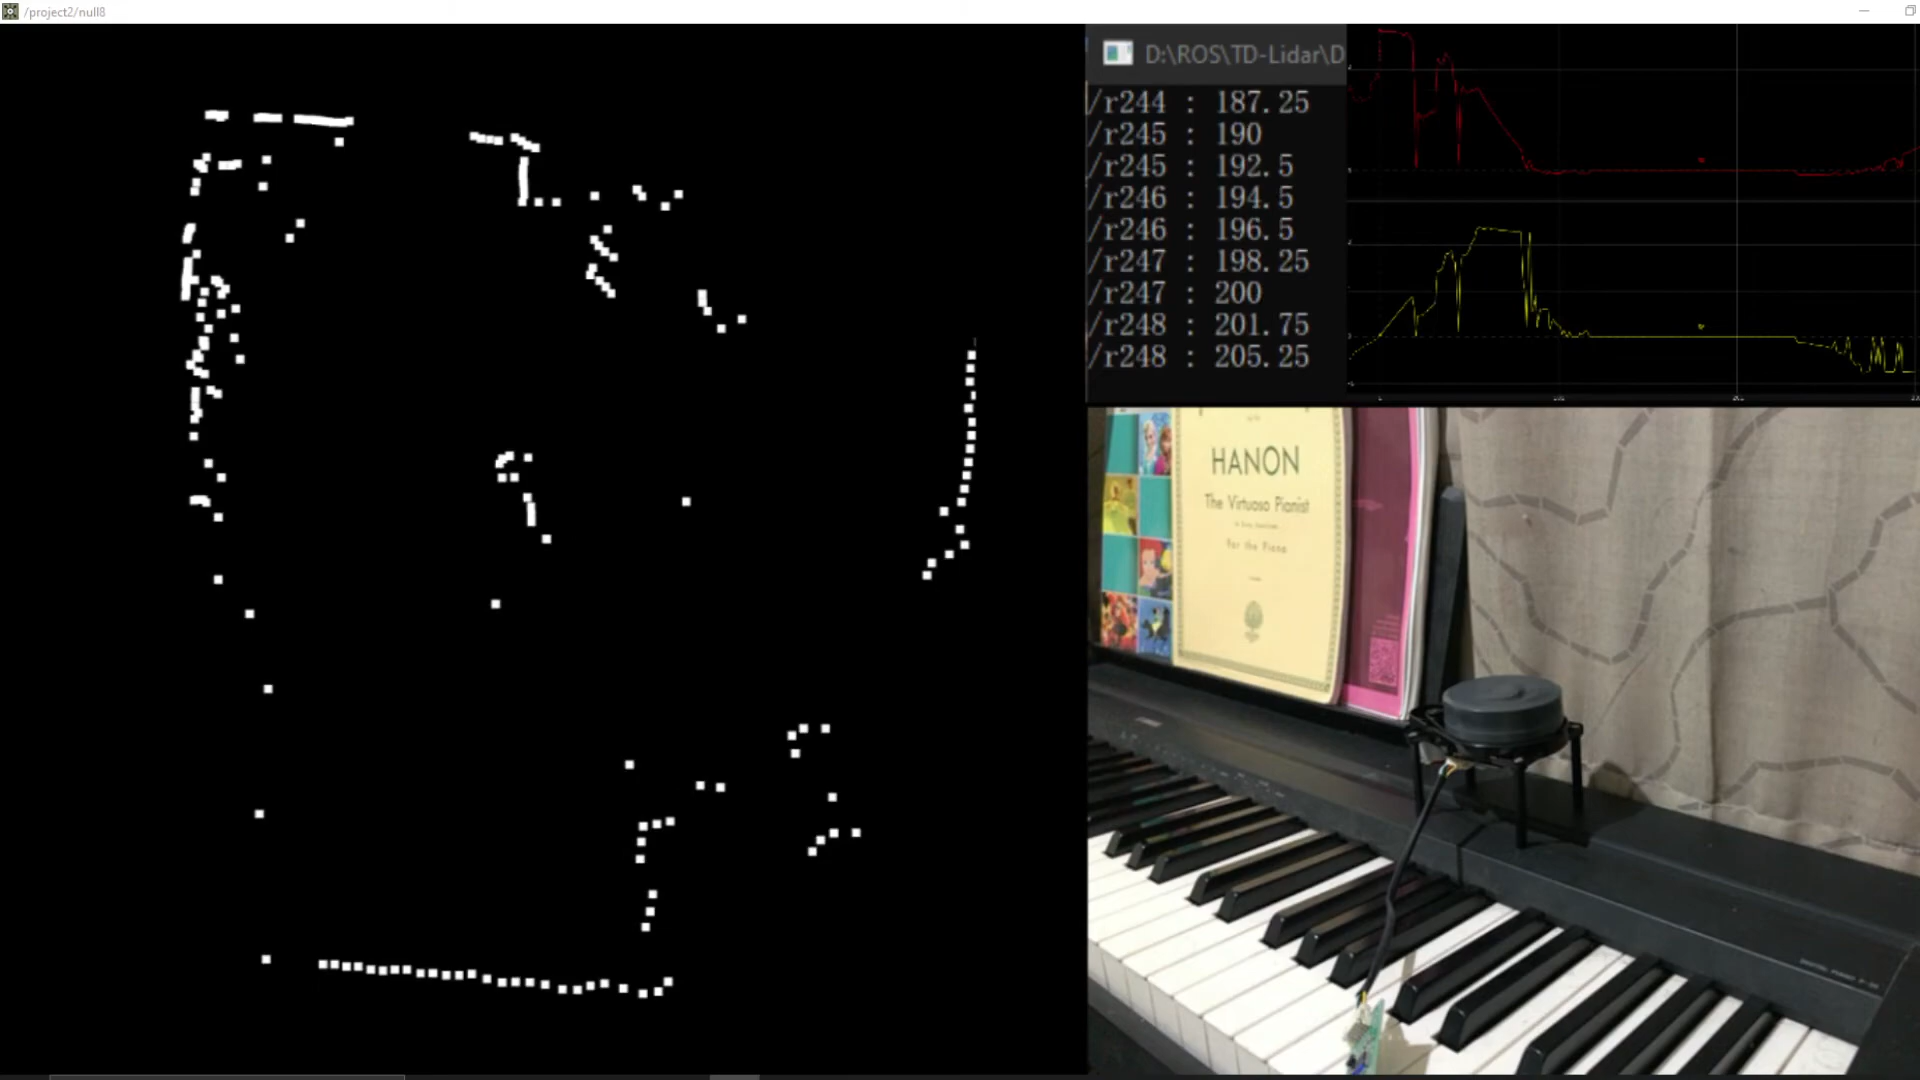 /project2/null8
D:\ROS\TD-Lidar\D
/r244 : 187.25
/r245 : 190
/r245 : 192.5
/r246 : 194.5
/r246 : 196.5
/r247 : 198.25
/r247 : 200
/r248 : 201.75
/r248 : 205.25
HANON
The Virtuoso Pianist
For the Piano